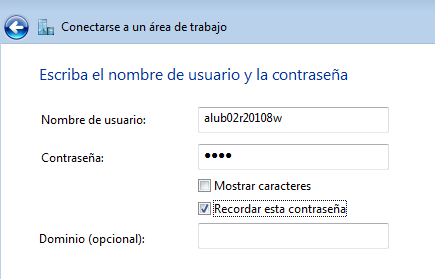 Conectarse a un área de trabajo
Escriba el nombre de usuario y la contraseña
Nombre de usuario: alub02r20108w
Contraseña: ●●●●
Mostrar caracteres
Recordar esta contraseña
Dominio (opcional):